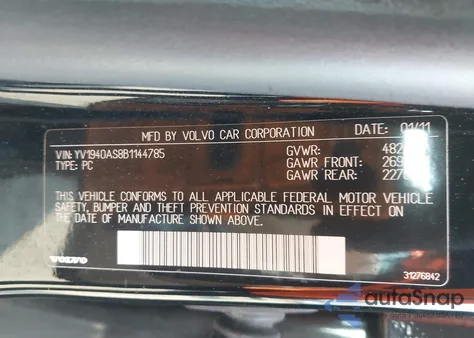 MFD BY VOLVO CAR CORPORATION DATE: 01/11
VIN: YV1940AS8B1144785 GVWR:
TYPE: PC GAWR FRONT:
GAWR REAR:
THIS VEHICLE CONFORMS TO ALL APPLICABLE FEDERAL MOTOR VEHICLE
SAFETY, BUMPER AND THEFT PREVENTION STANDARDS IN EFFECT ON
THE DATE OF MANUFACTURE SHOWN ABOVE.
VOLVO 31276842
autoSnap